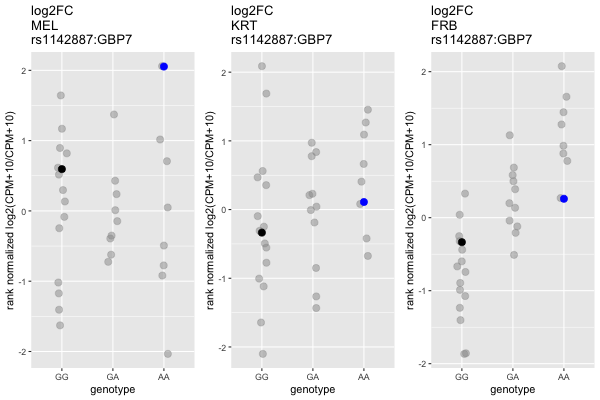 log2FC
MEL
rs1142887:GBP7
rank normalized log2(CPM+10/CPM+10)
2
1
0
-1
-2
GG
GA
AA
genotype
log2FC
KRT
rs1142887:GBP7
rank normalized log2(CPM+10/CPM+10)
2
1
0
-1
-2
GG
GA
AA
genotype
log2FC
FRB
rs1142887:GBP7
rank normalized log2(CPM+10/CPM+10)
2
1
0
-1
-2
GG
GA
AA
genotype